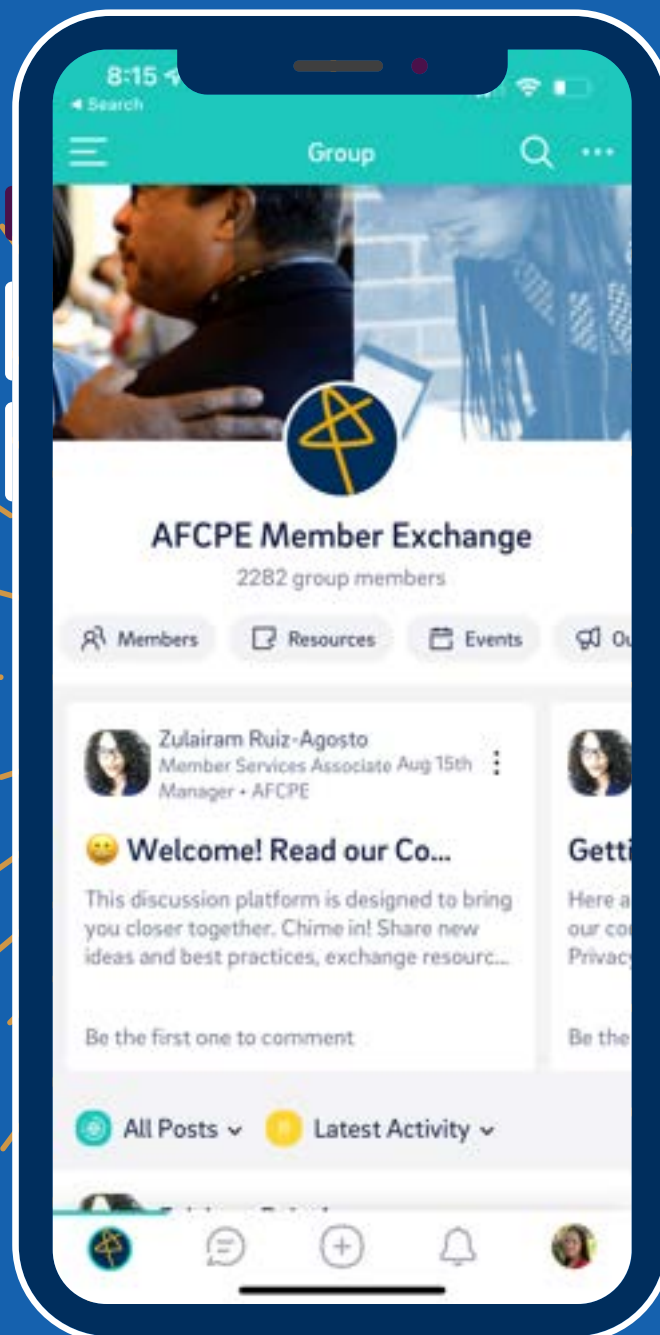 8:15
Search
Group
AFCPE Member Exchange
2282 group members
Members Resources Events
Zulairam Ruiz-Agosto
Member Services Associate Aug 15th
Manager • AFCPE
😀 Welcome! Read our Co... Getti
This discussion platform is designed to bring Here a
you closer together. Chime in! Share new our co
ideas and best practices, exchange resourc... Privacy
Be the first one to comment Be the
All Posts Latest Activity